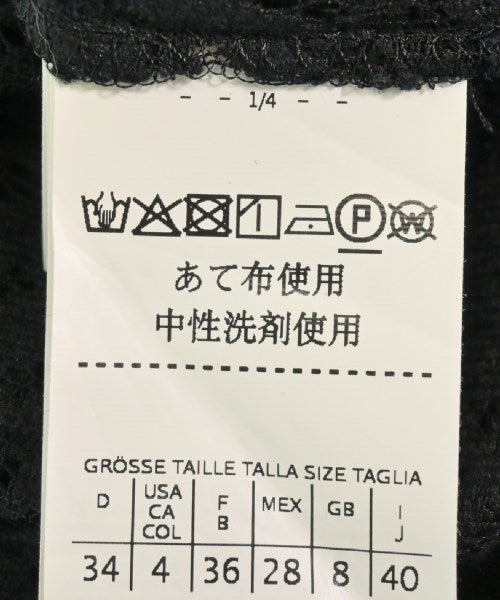 - - 1/4 - -
P W
あて布使用
中性洗剤使用
GRÖSSE TAILLE TALLA SIZE TAGLIA
D USA CA COL F B MEX GB I J
34 4 36 28 8 40